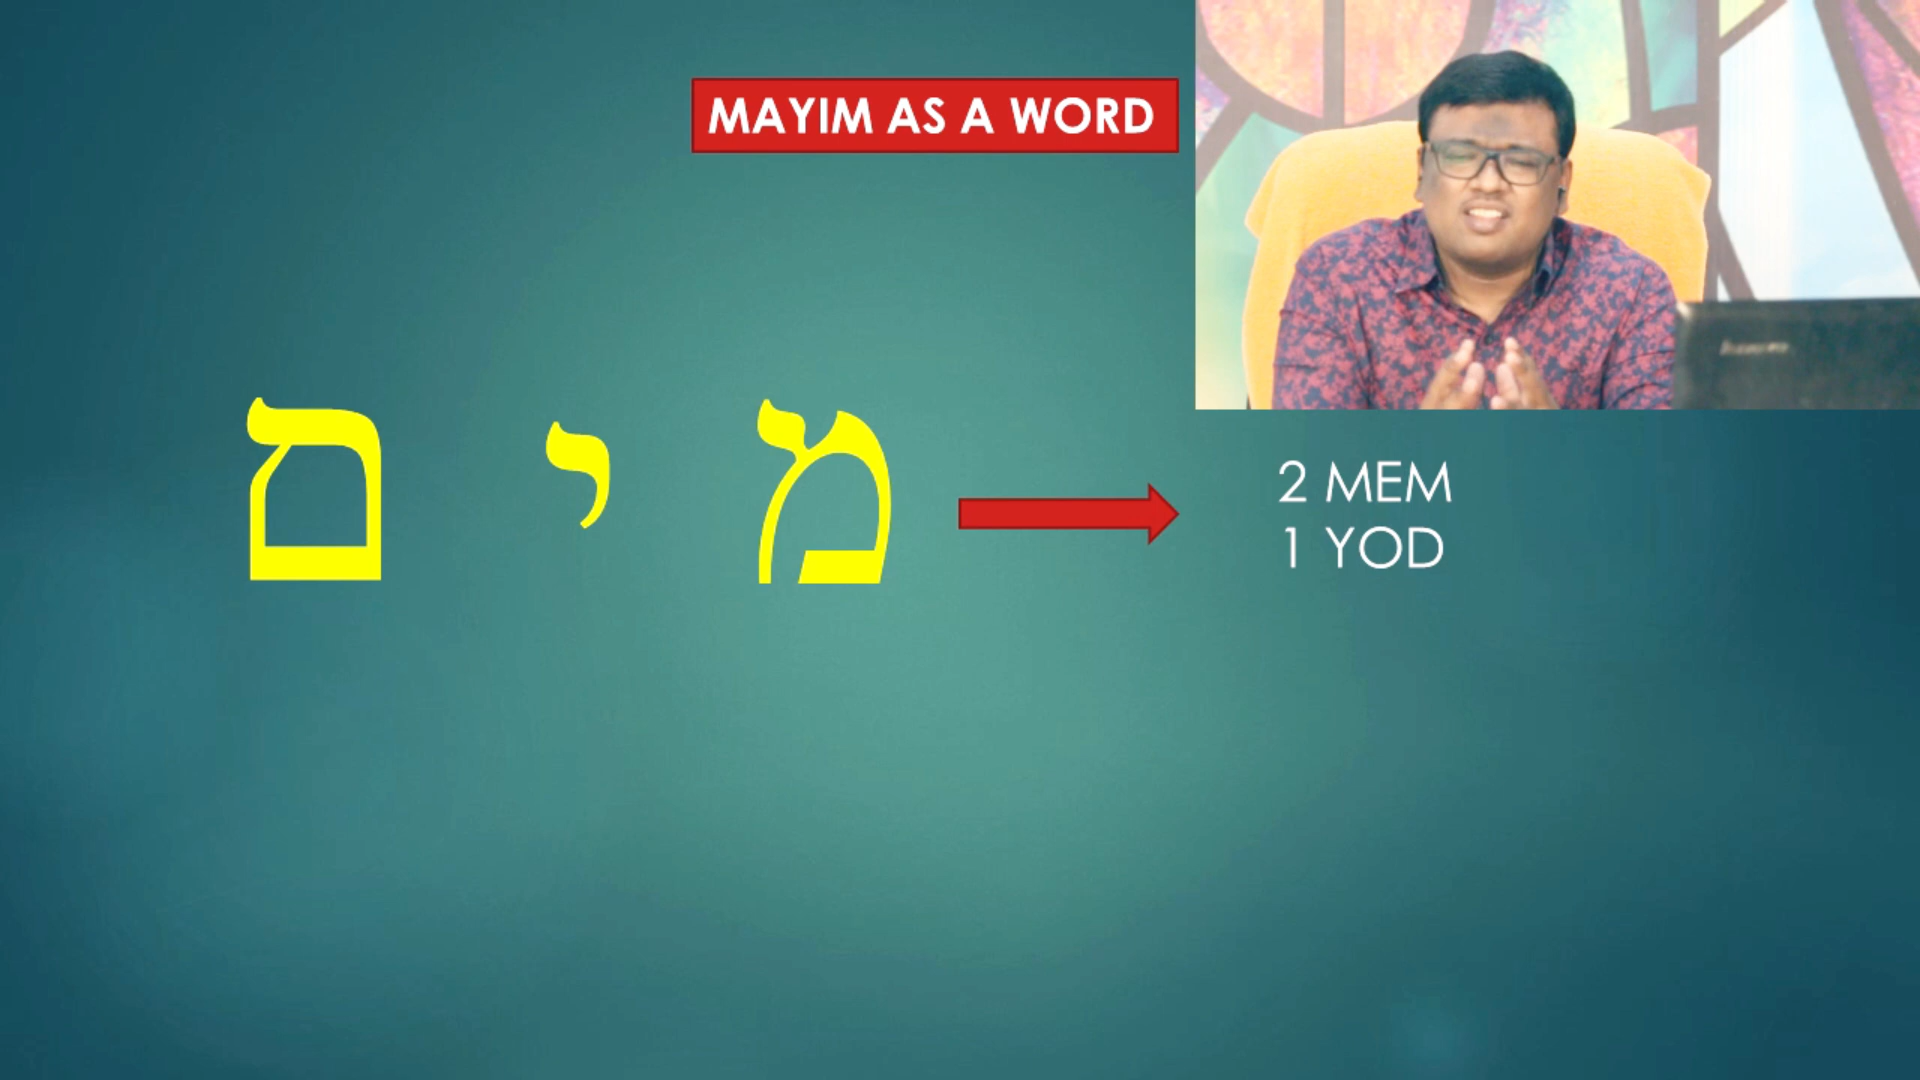 MAYIM AS A WORD
מ י ם
2 MEM
1 YOD